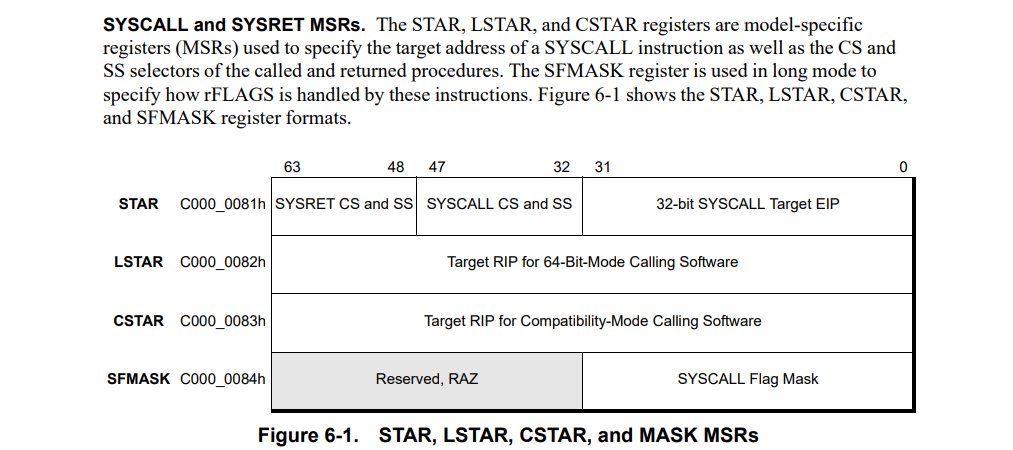 SYSCALL and SYSRET MSRs. The STAR, LSTAR, and CSTAR registers are model-specific
registers (MSRs) used to specify the target address of a SYSCALL instruction as well as the CS and
SS selectors of the called and returned procedures. The SFMASK register is used in long mode to
specify how rFLAGS is handled by these instructions. Figure 6-1 shows the STAR, LSTAR, CSTAR,
and SFMASK register formats.
63 48 47 32 31 0
STAR C000_0081h SYSRET CS and SS SYSCALL CS and SS 32-bit SYSCALL Target EIP
LSTAR C000_0082h Target RIP for 64-Bit-Mode Calling Software
CSTAR C000_0083h Target RIP for Compatibility-Mode Calling Software
SFMASK C000_0084h Reserved, RAZ SYSCALL Flag Mask
Figure 6-1. STAR, LSTAR, CSTAR, and MASK MSRs